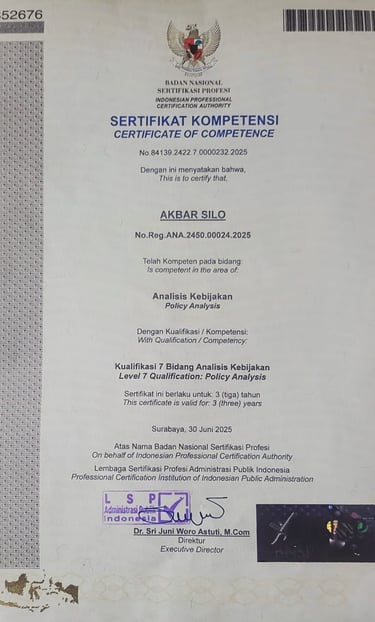 52676
BADAN NASIONAL
SERTIFIKASI PROFESI
INDONESIAN PROFESSIONAL
CERTIFICATION AUTHORITY
SERTIFIKAT KOMPETENSI
CERTIFICATE OF COMPETENCE
No.84139.2422.7.0000232.2025
Dengan ini menyatakan bahwa,
This is to certify that,
AKBAR SILO
No.Reg.ANA.2450.00024.2025
Telah Kompeten pada bidang:
Is competent in the area of:
Analisis Kebijakan
Policy Analysis
Dengan Kualifikasi / Kompetensi:
With Qualification / Competency:
Kualifikasi 7 Bidang Analisis Kebijakan
Level 7 Qualification: Policy Analysis
Sertifikat ini berlaku untuk: 3 (tiga) tahun
This certificate is valid for: 3 (three) years
Surabaya, 30 Juni 2025
Atas Nama Badan Nasional Sertifikasi Profesi
On behalf of Indonesian Professional Certification Authority
Lembaga Sertifikasi Profesi Administrasi Publik Indonesia
Professional Certification Institution of Indonesian Public Administration
L S P
Administrasi Publik
Indonesia
Dr. Sri Juni Woro Astuti, M.Com
Direktur
Executive Director